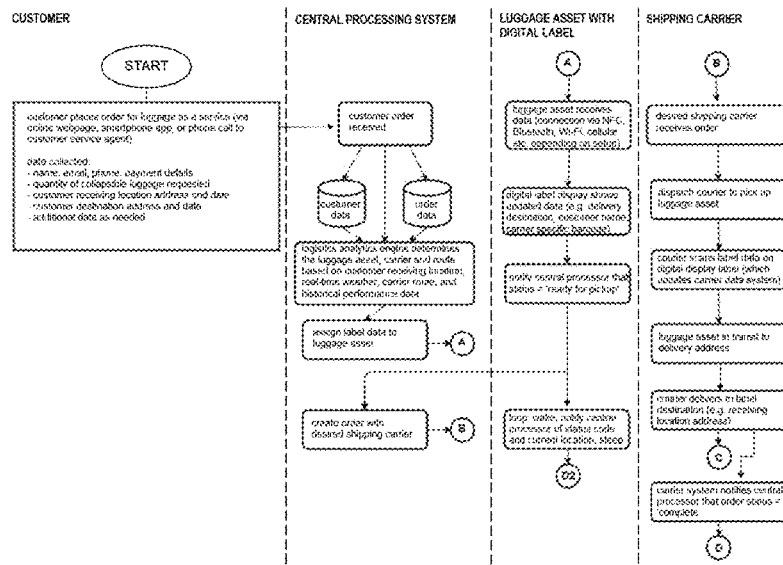 CUSTOMER
START
customer places order for luggage as a service (via
online webpage, smartphone app, or phone call to
customer service agent)
data collected:
- name, email, phone, payment details
- quantity of collapsible luggage requested
- customer receiving location address and date
- customer destination address and date
- additional data as needed
CENTRAL PROCESSING SYSTEM
customer order
received
customer
data
order
data
logistics analytics engine determines
the luggage asset, carrier and route
based on customer receiving location,
real-time weather, carrier route, and
historical performance data
assign label data to
luggage asset
A
create order with
desired shipping carrier
B
LUGGAGE ASSET WITH
DIGITAL LABEL
A
luggage asset receives
data (connection via NFC,
Bluetooth, Wi-Fi, cellular
etc. depending on setup)
digital label display shows
updated data (e.g. delivery
destination, customer name,
carrier specific barcode)
notify central processor that
status = "ready for pickup"
loop: wake, notify central
processor of status code
and current location, sleep
D2
SHIPPING CARRIER
B
desired shipping carrier
receives order
dispatch courier to pick up
luggage asset
courier scans label data on
digital display label (which
updates carrier data system)
luggage asset in transit to
delivery address
courier delivers to label
destination (e.g. receiving
location address)
C
carrier system notifies central
processor that order status =
complete
D